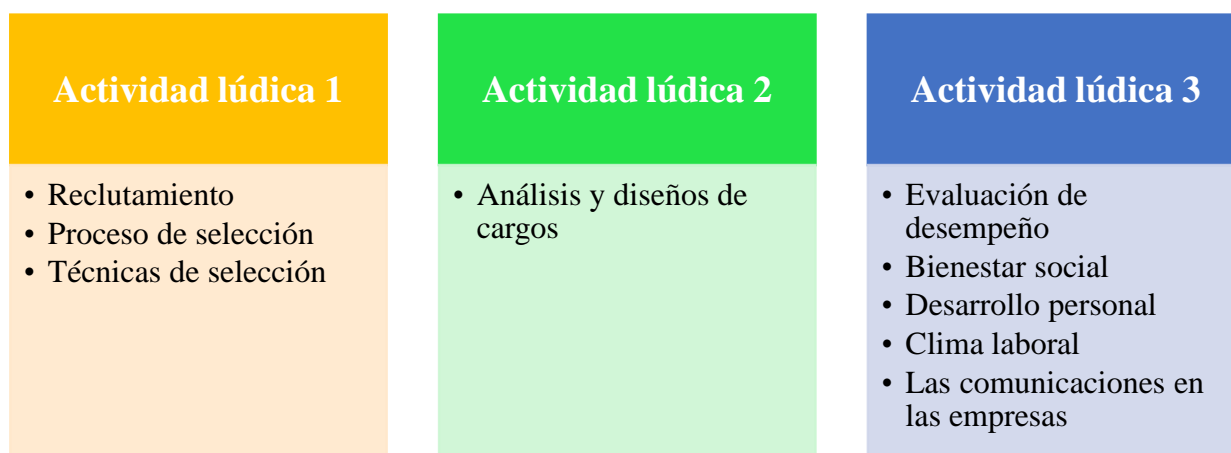 Actividad lúdica 1
• Reclutamiento
• Proceso de selección
• Técnicas de selección
Actividad lúdica 2
• Análisis y diseños de
cargos
Actividad lúdica 3
• Evaluación de
desempeño
• Bienestar social
• Desarrollo personal
• Clima laboral
• Las comunicaciones en
las empresas